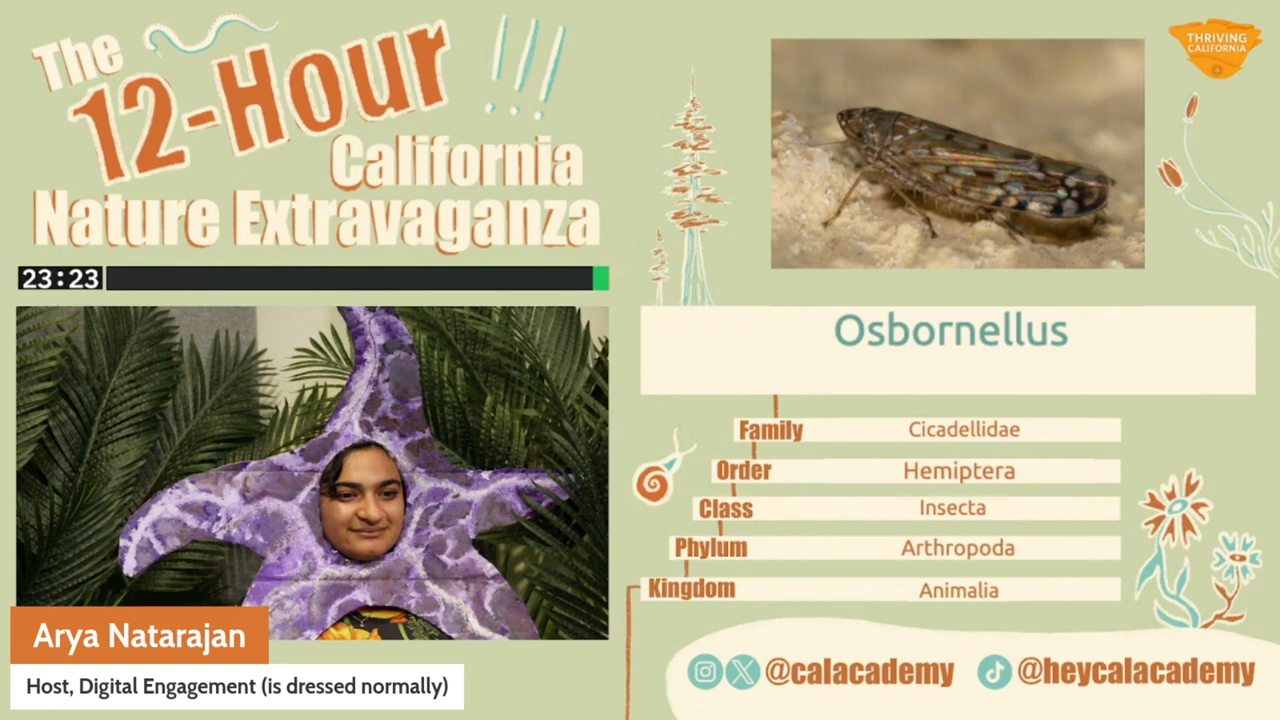 The
12-Hour
!!!
California
Nature Extravaganza
THRIVING
CALIFORNIA
23:23
Osbornellus
Family Cicadellidae
Order Hemiptera
Class Insecta
Phylum Arthropoda
Kingdom Animalia
Arya Natarajan
Host, Digital Engagement (is dressed normally)
@calacademy @heycalacademy